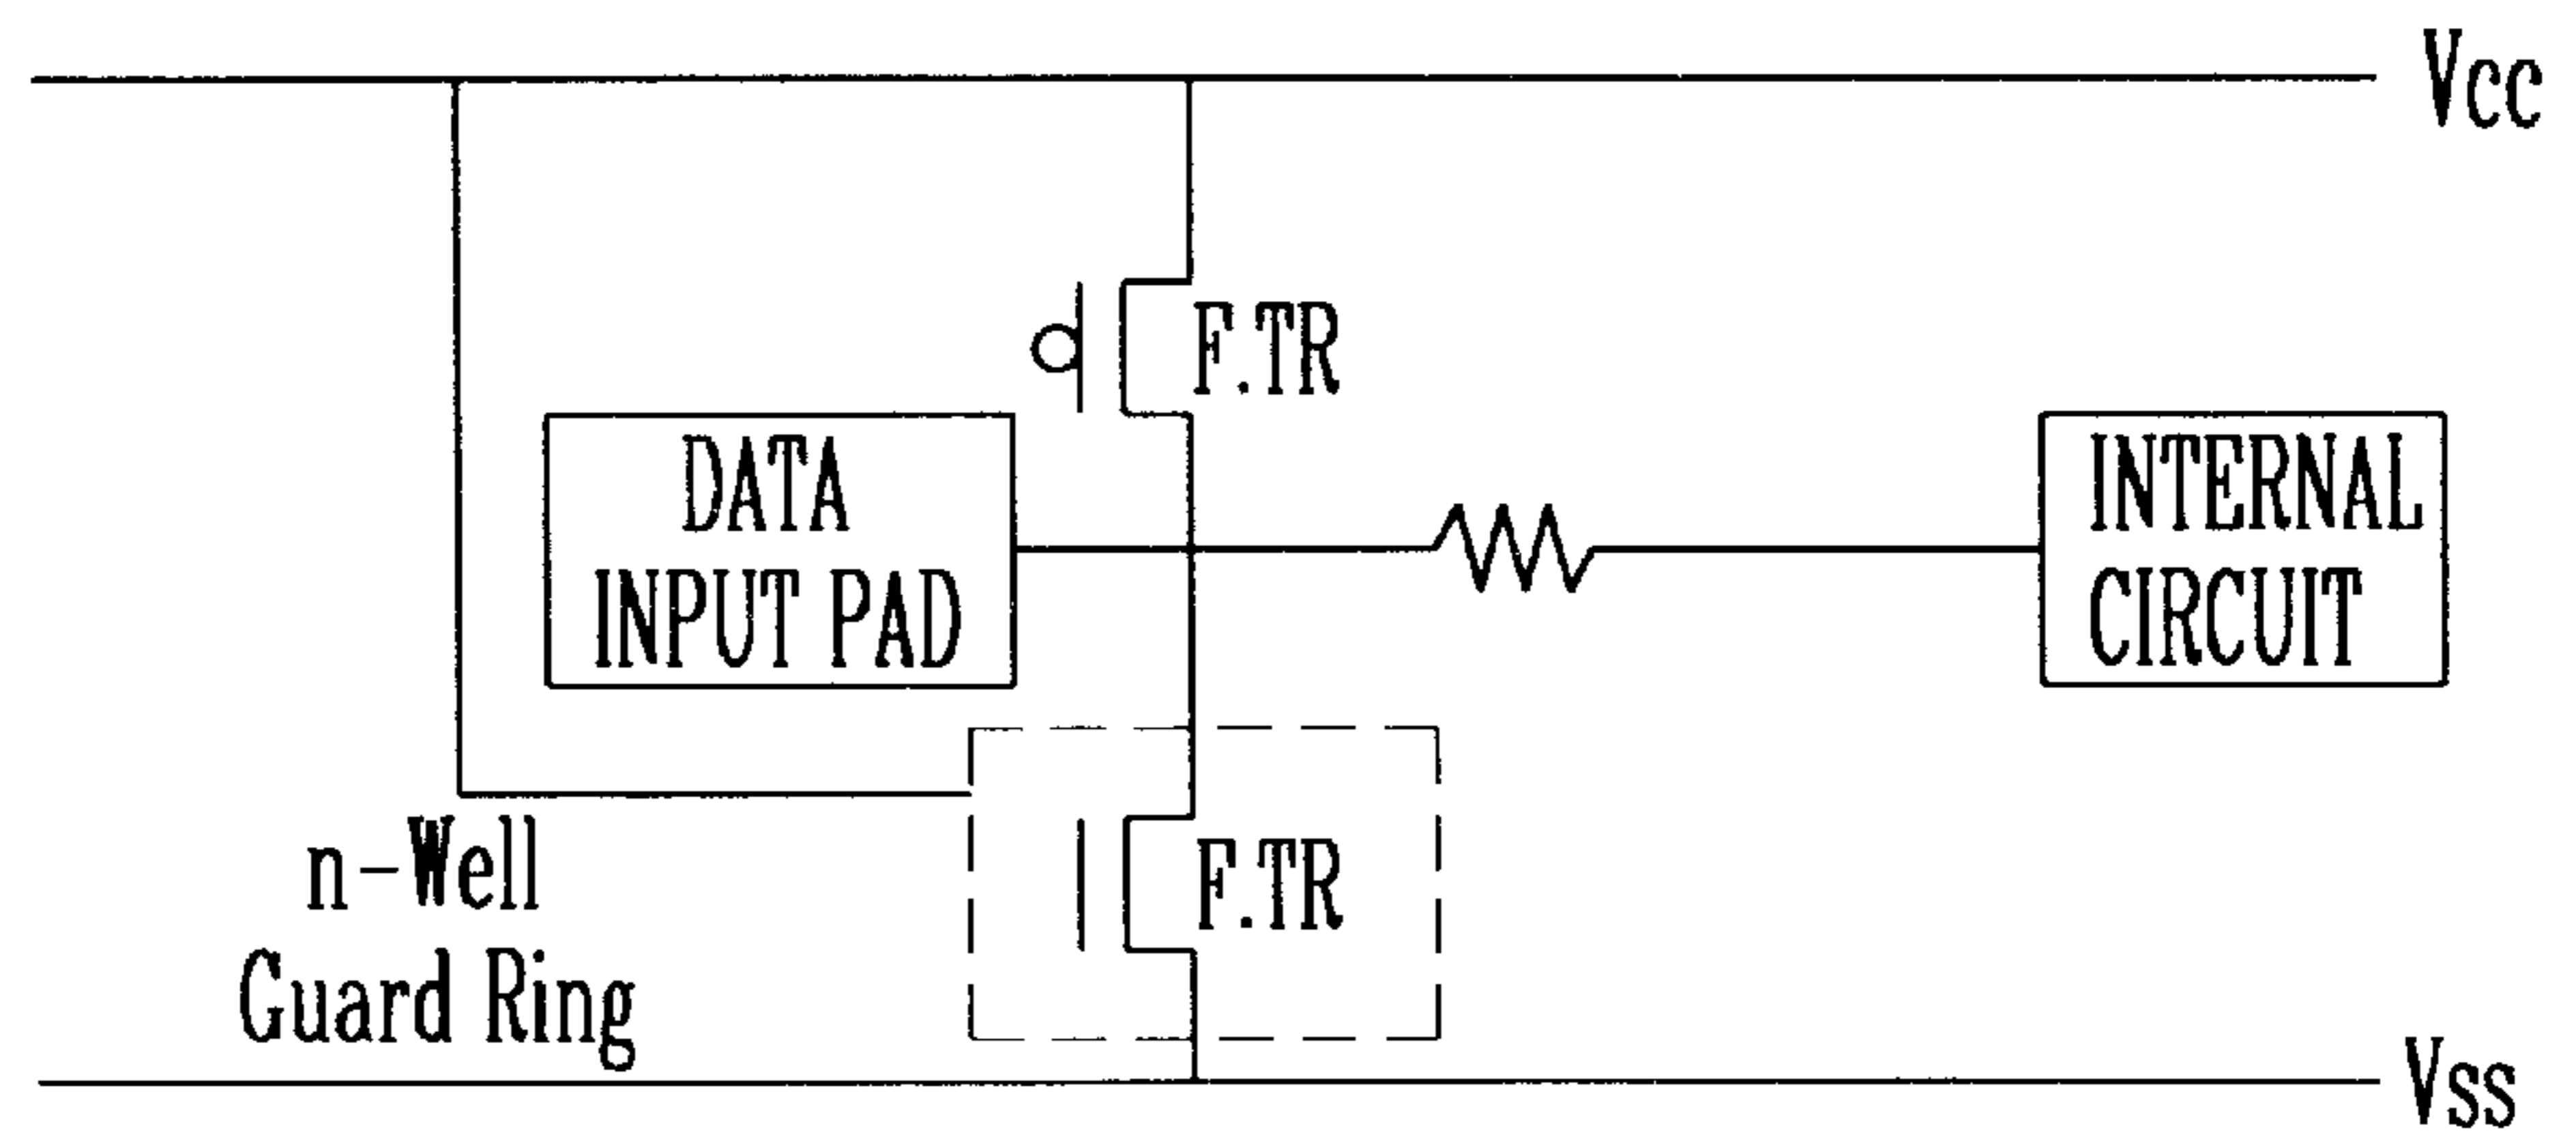 Vcc
F.TR
DATA
INPUT PAD
INTERNAL
CIRCUIT
n-Well
Guard Ring
F.TR
Vss